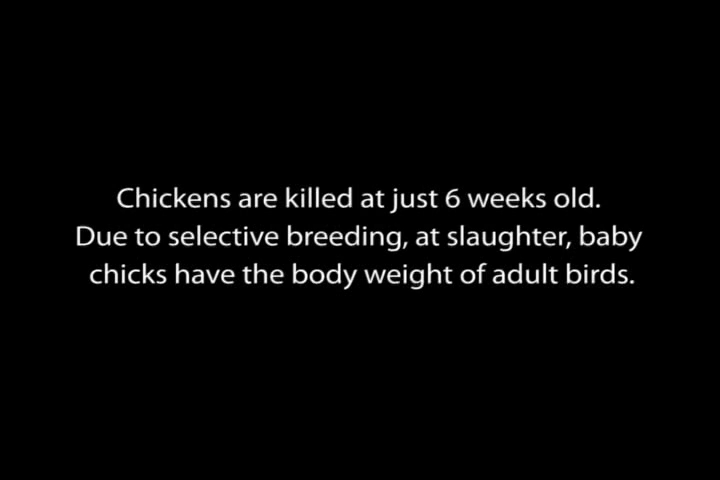 Chickens are killed at just 6 weeks old.
Due to selective breeding, at slaughter, baby
chicks have the body weight of adult birds.